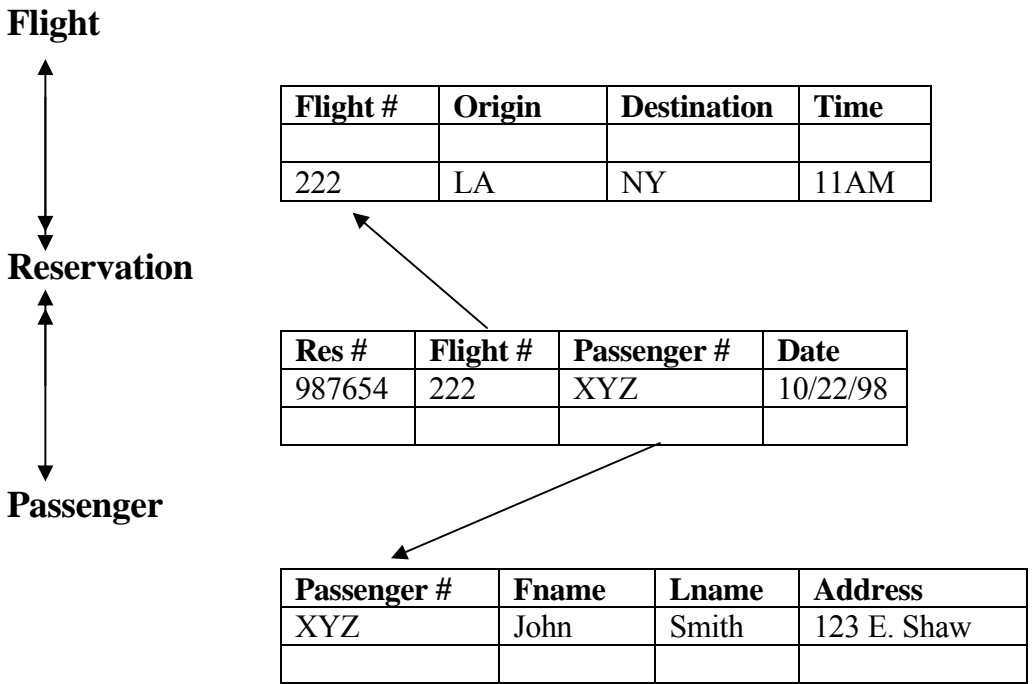 Flight
Flight # Origin Destination Time
222 LA NY 11AM
Reservation
Res # Flight # Passenger # Date
987654 222 XYZ 10/22/98
Passenger
Passenger # Fname Lname Address
XYZ John Smith 123 E. Shaw